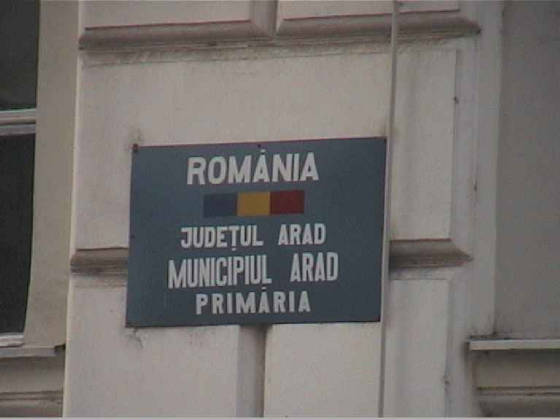 ROMÂNIA
JUDEȚUL ARAD
MUNICIPIUL ARAD
PRIMĂRIA